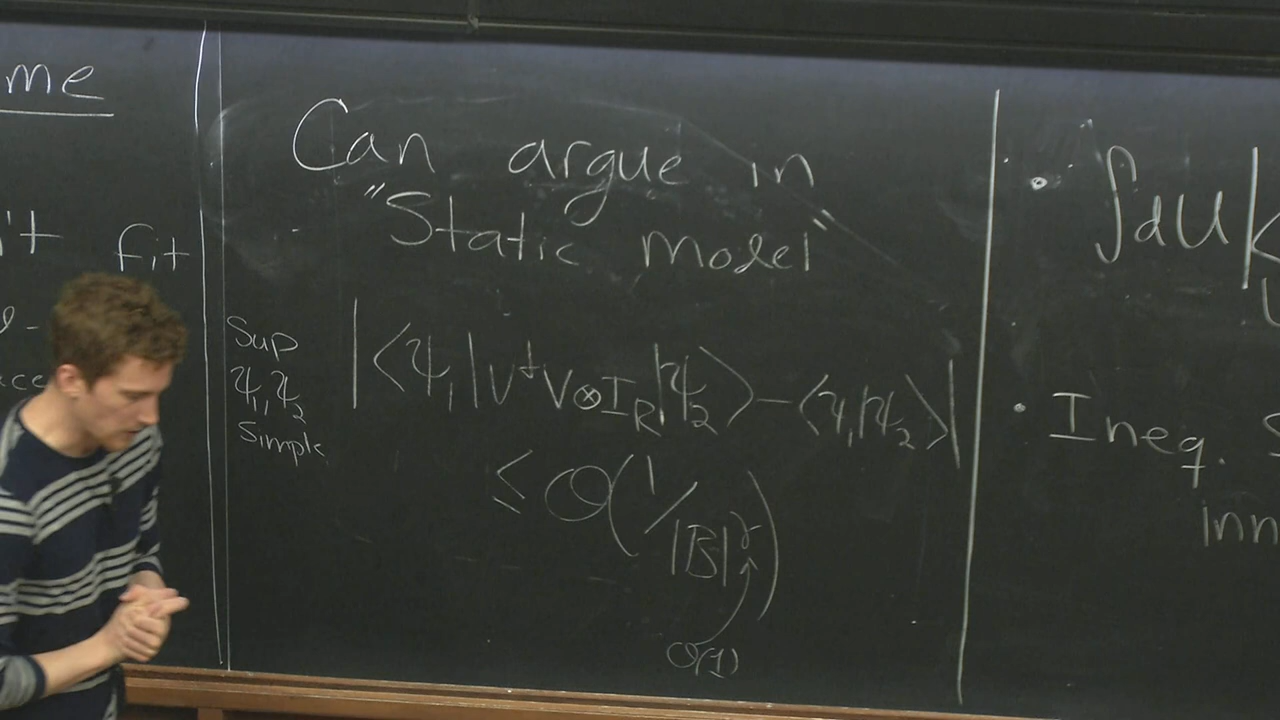 me
't fit
Can argue in
"Static model"
Sup
ψ₁,ψ₂
Simple
|⟨ψ₁|V†V⊗I_R|ψ₂⟩-⟨ψ₁|ψ₂⟩|
≤ O(1/|B|^γ)
O(1)
• ∫dU|⟨
• Ineq.
inn